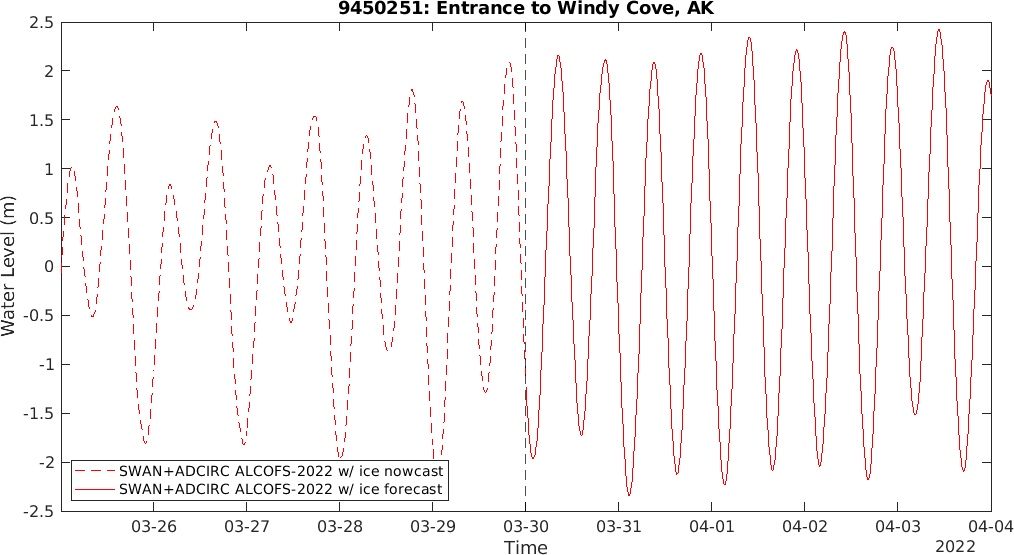 9450251: Entrance to Windy Cove, AK
2.5
2
1.5
1
0.5
0
-0.5
-1
-1.5
-2
-2.5
Water Level (m)
SWAN+ADCIRC ALCOFS-2022 w/ ice nowcast
SWAN+ADCIRC ALCOFS-2022 w/ ice forecast
03-26 03-27 03-28 03-29 03-30 03-31 04-01 04-02 04-03 04-04
Time
2022